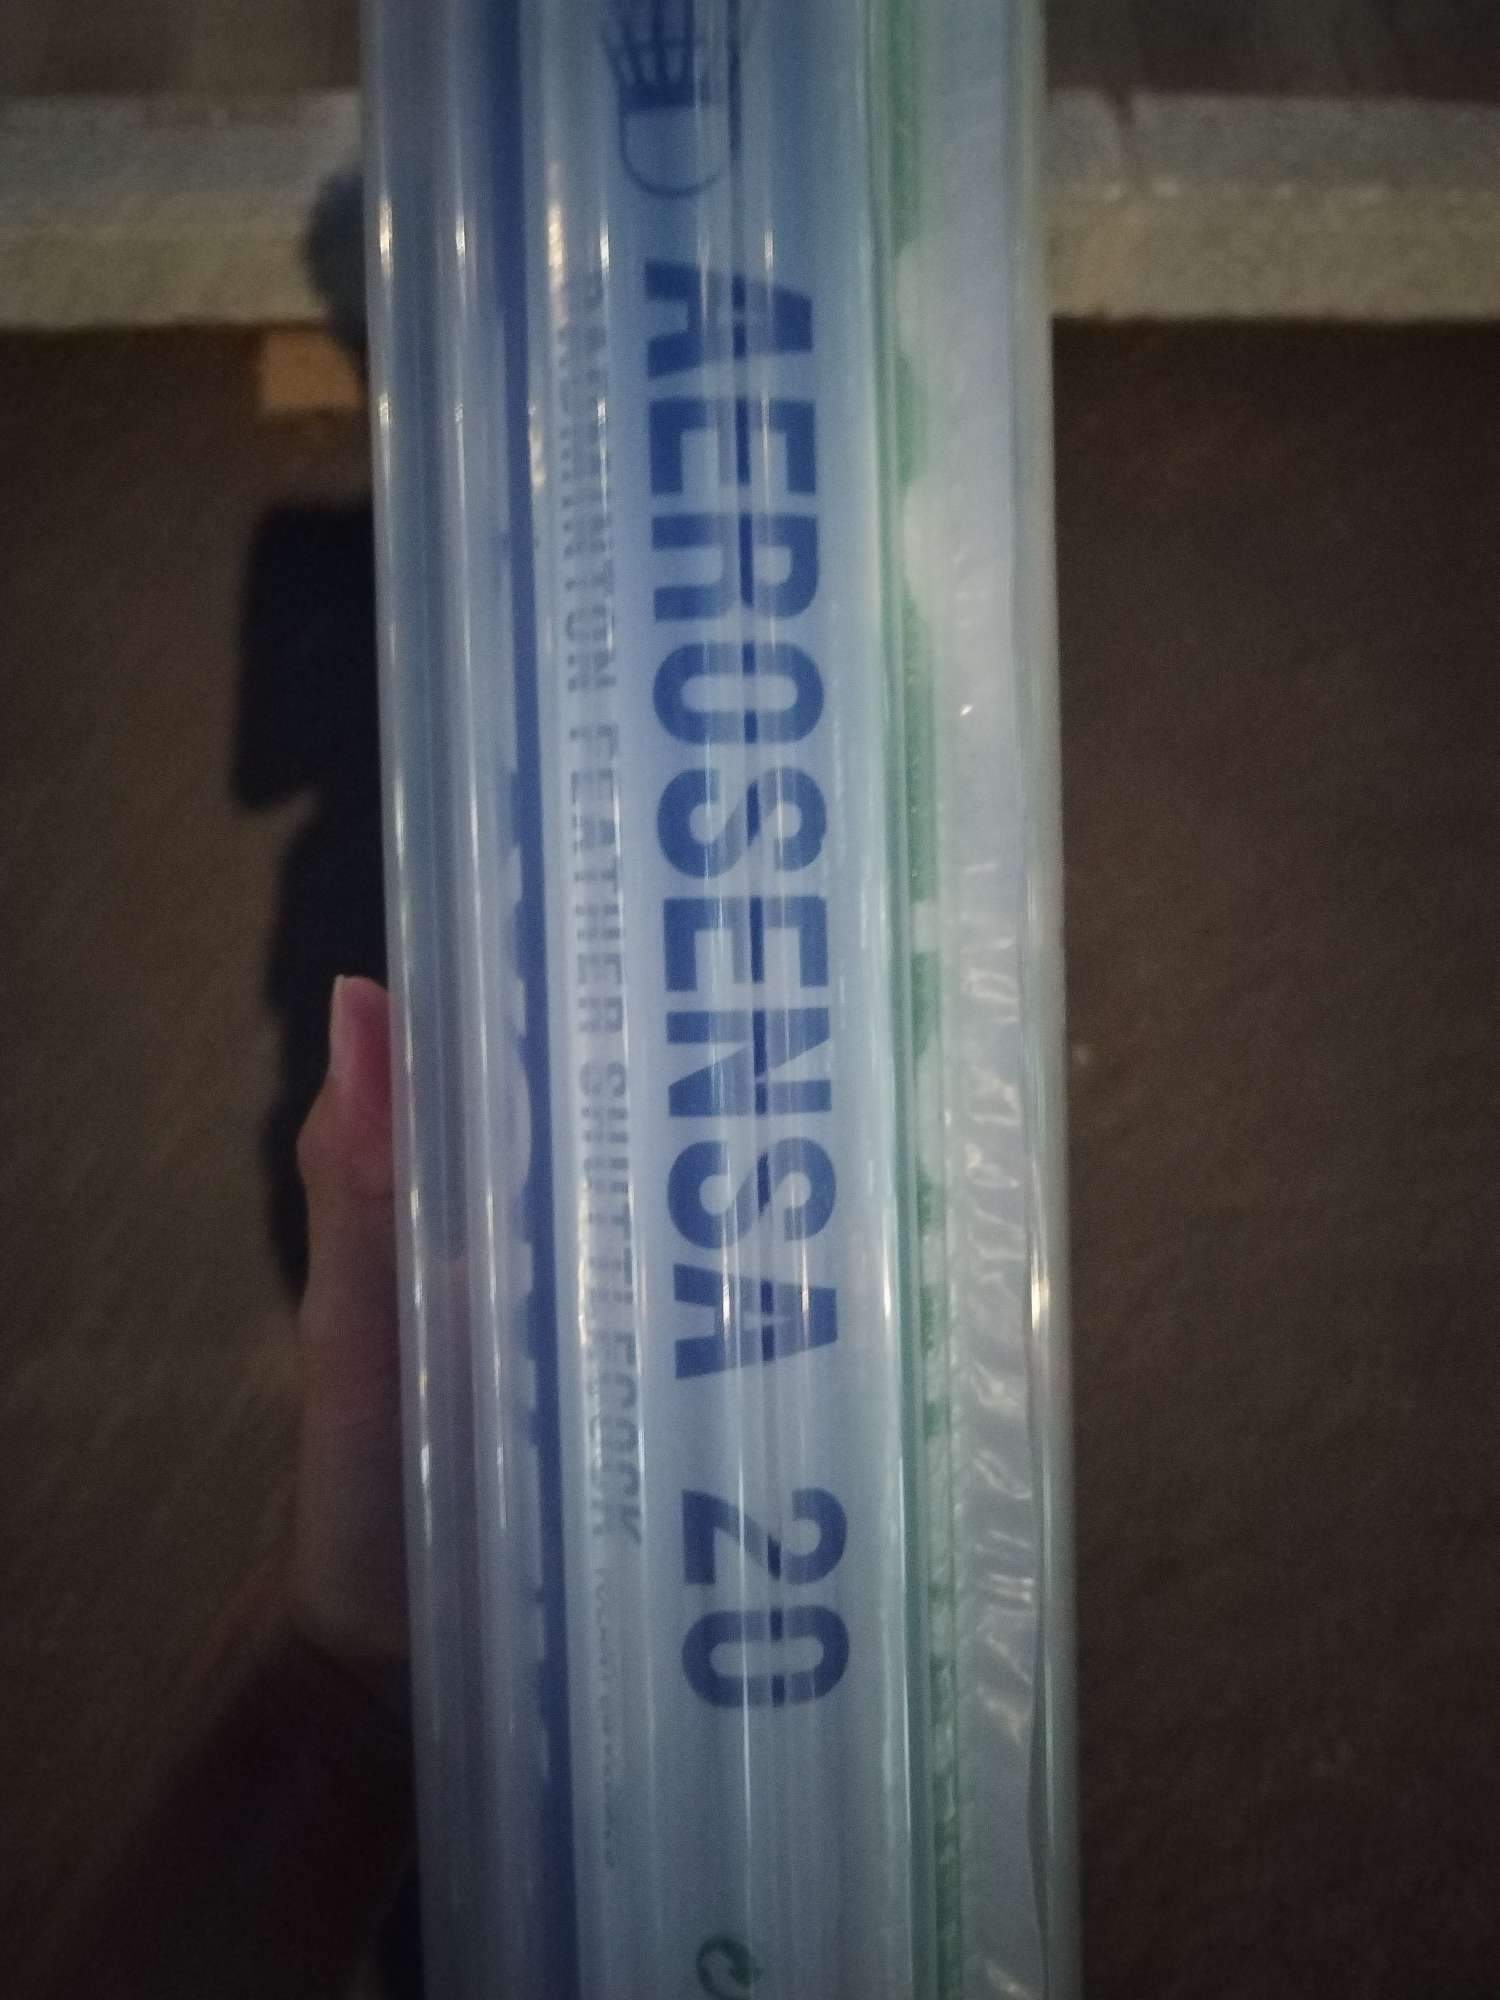 AEROSENSA 20
BADMINTON FEATHER SHUTTLECOCK